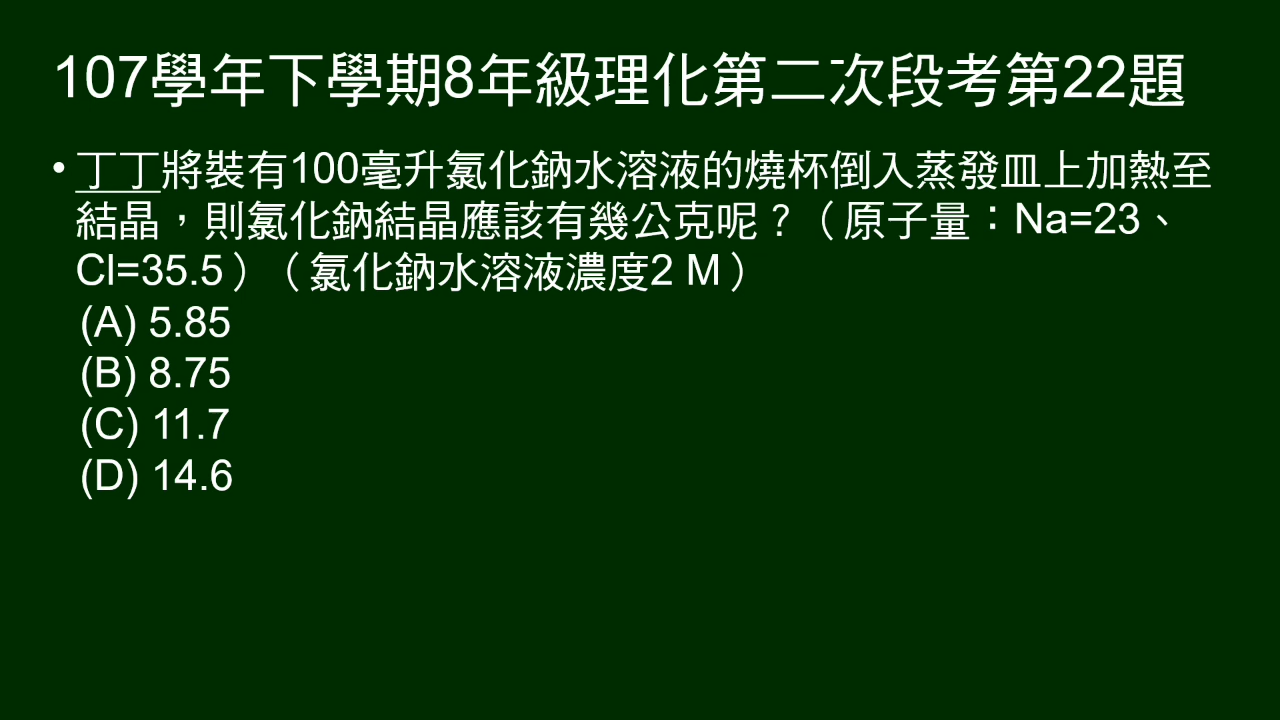 107學年下學期8年級理化第二次段考第22題
• 丁丁將裝有100毫升氯化鈉水溶液的燒杯倒入蒸發皿上加熱至
結晶，則氯化鈉結晶應該有幾公克呢？（原子量：Na=23、
Cl=35.5）（氯化鈉水溶液濃度2 M）
(A) 5.85
(B) 8.75
(C) 11.7
(D) 14.6